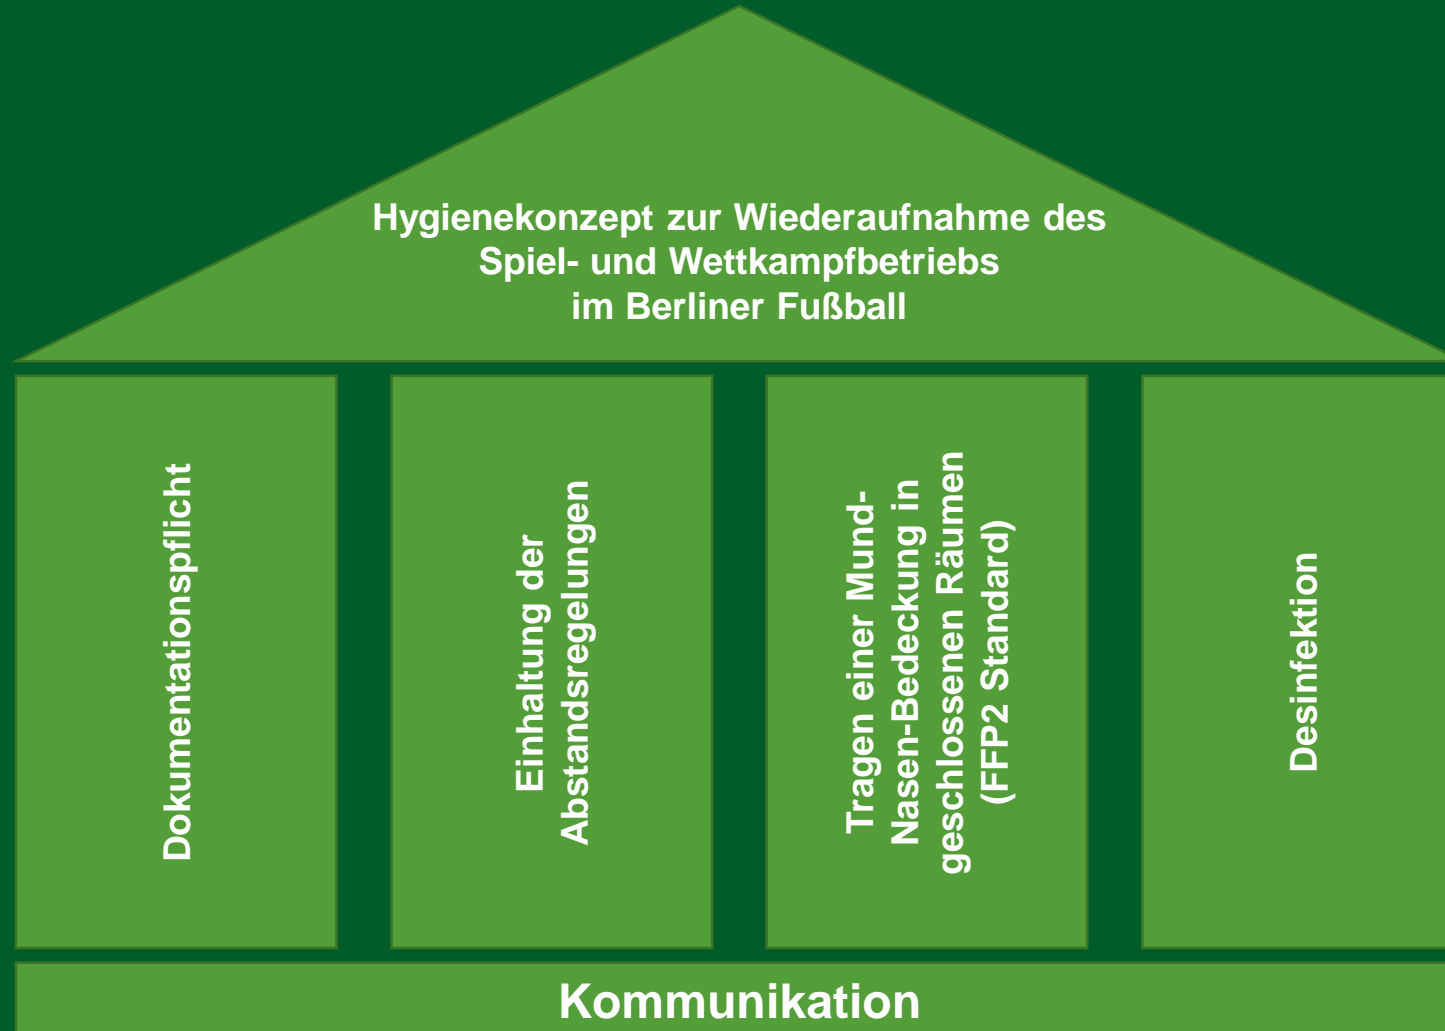 Hygienekonzept zur Wiederaufnahme des
Spiel- und Wettkampfbetriebs
im Berliner Fußball
Dokumentationspflicht
Einhaltung der
Abstandsregelungen
Tragen einer Mund-
Nasen-Bedeckung in
geschlossenen Räumen
(FFP2 Standard)
Desinfektion
Kommunikation